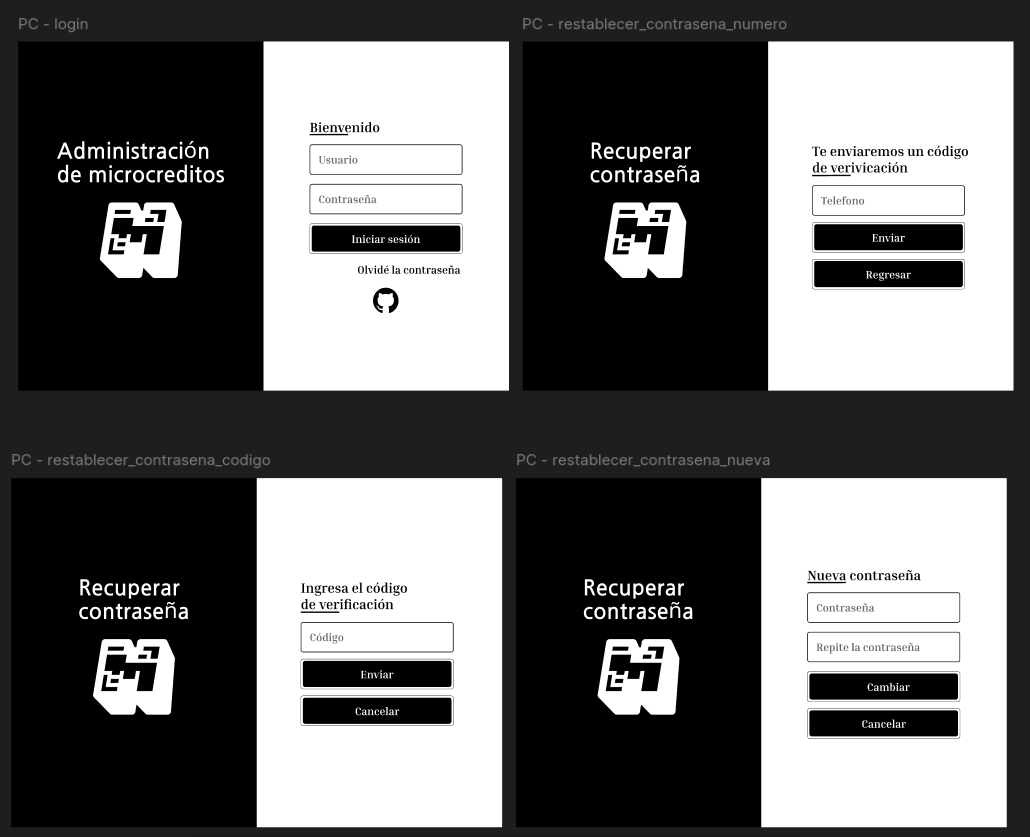 PC - login
Administración
de microcreditos
Bienvenido
Usuario
Contraseña
Iniciar sesión
Olvidé la contraseña
PC - restablecer_contrasena_numero
Recuperar
contraseña
Te enviaremos un código
de verivicación
Telefono
Enviar
Regresar
PC - restablecer_contrasena_codigo
Recuperar
contraseña
Ingresa el código
de verificación
Código
Enviar
Cancelar
PC - restablecer_contrasena_nueva
Recuperar
contraseña
Nueva contraseña
Contraseña
Repite la contraseña
Cambiar
Cancelar